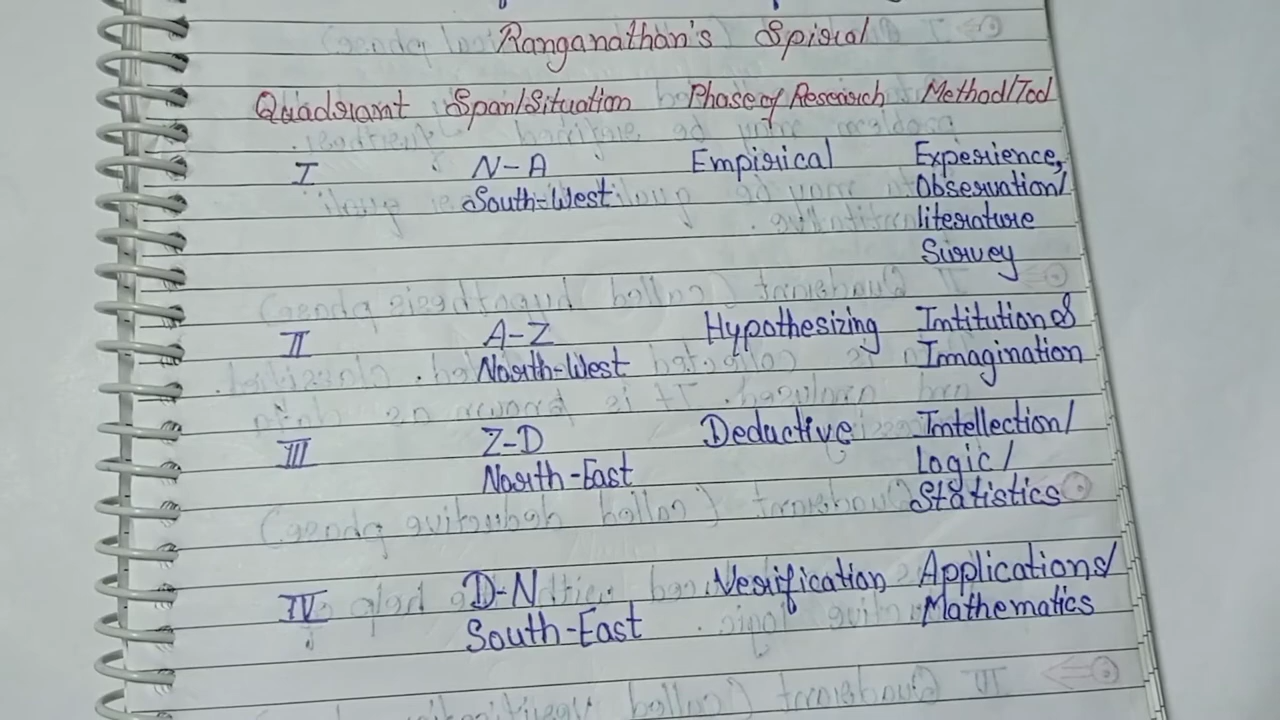 Ranganathan's Spiral
Quadrant Span/Situation Phase of Research Method/Tool
I N-A Empirical Experience,
South-West Observation/
literature
Survey
II A-Z Hypothesizing Intitution &
North-West Imagination
III Z-D Deductive Intellection/
North-East Logic/
Statistics
IV D-N Verification Applications/
South-East Mathematics